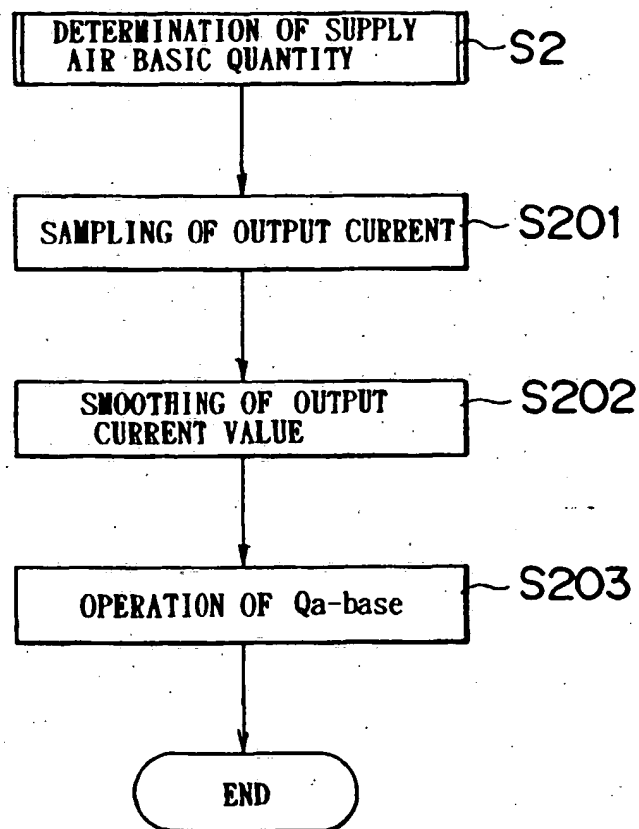 DETERMINATION OF SUPPLY
AIR BASIC QUANTITY
S2
SAMPLING OF OUTPUT CURRENT
S201
SMOOTHING OF OUTPUT
CURRENT VALUE
S202
OPERATION OF Qa-base
S203
END